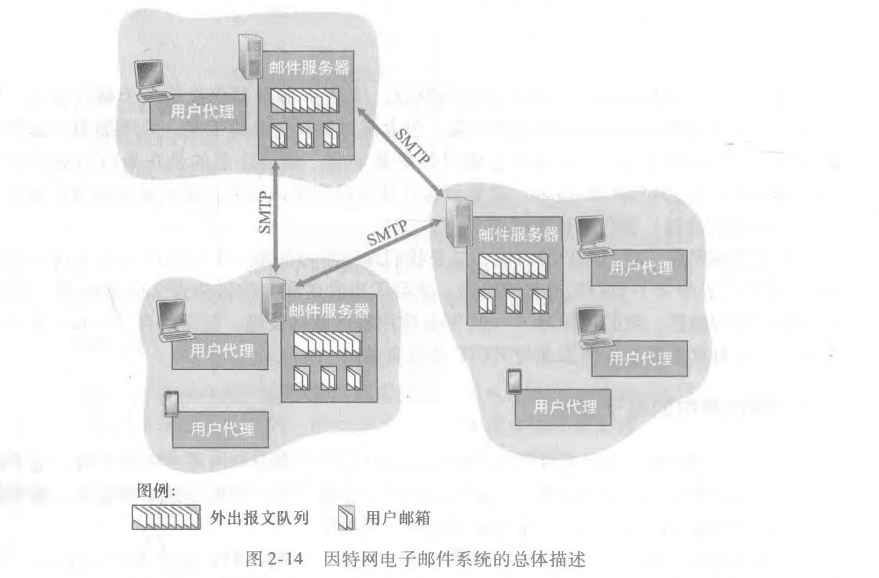 邮件服务器
用户代理
SMTP
SMTP
SMTP
邮件服务器
用户代理
邮件服务器
用户代理
用户代理
用户代理
用户代理
图例:
外出报文队列
用户邮箱
图 2-14 因特网电子邮件系统的总体描述